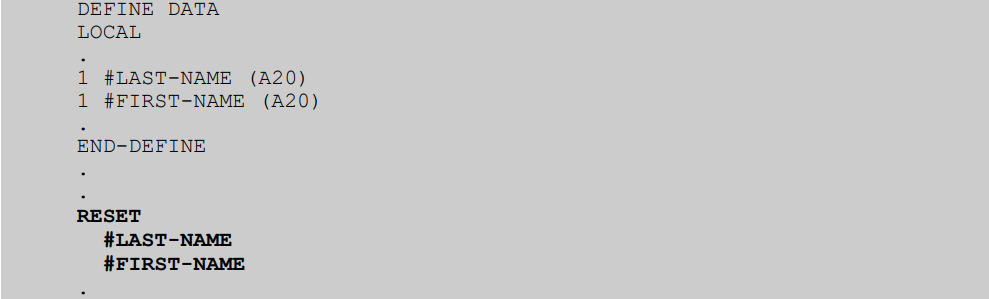 DEFINE DATA
LOCAL
.
1 #LAST-NAME (A20)
1 #FIRST-NAME (A20)
.
END-DEFINE
.
.
RESET
#LAST-NAME
#FIRST-NAME
.